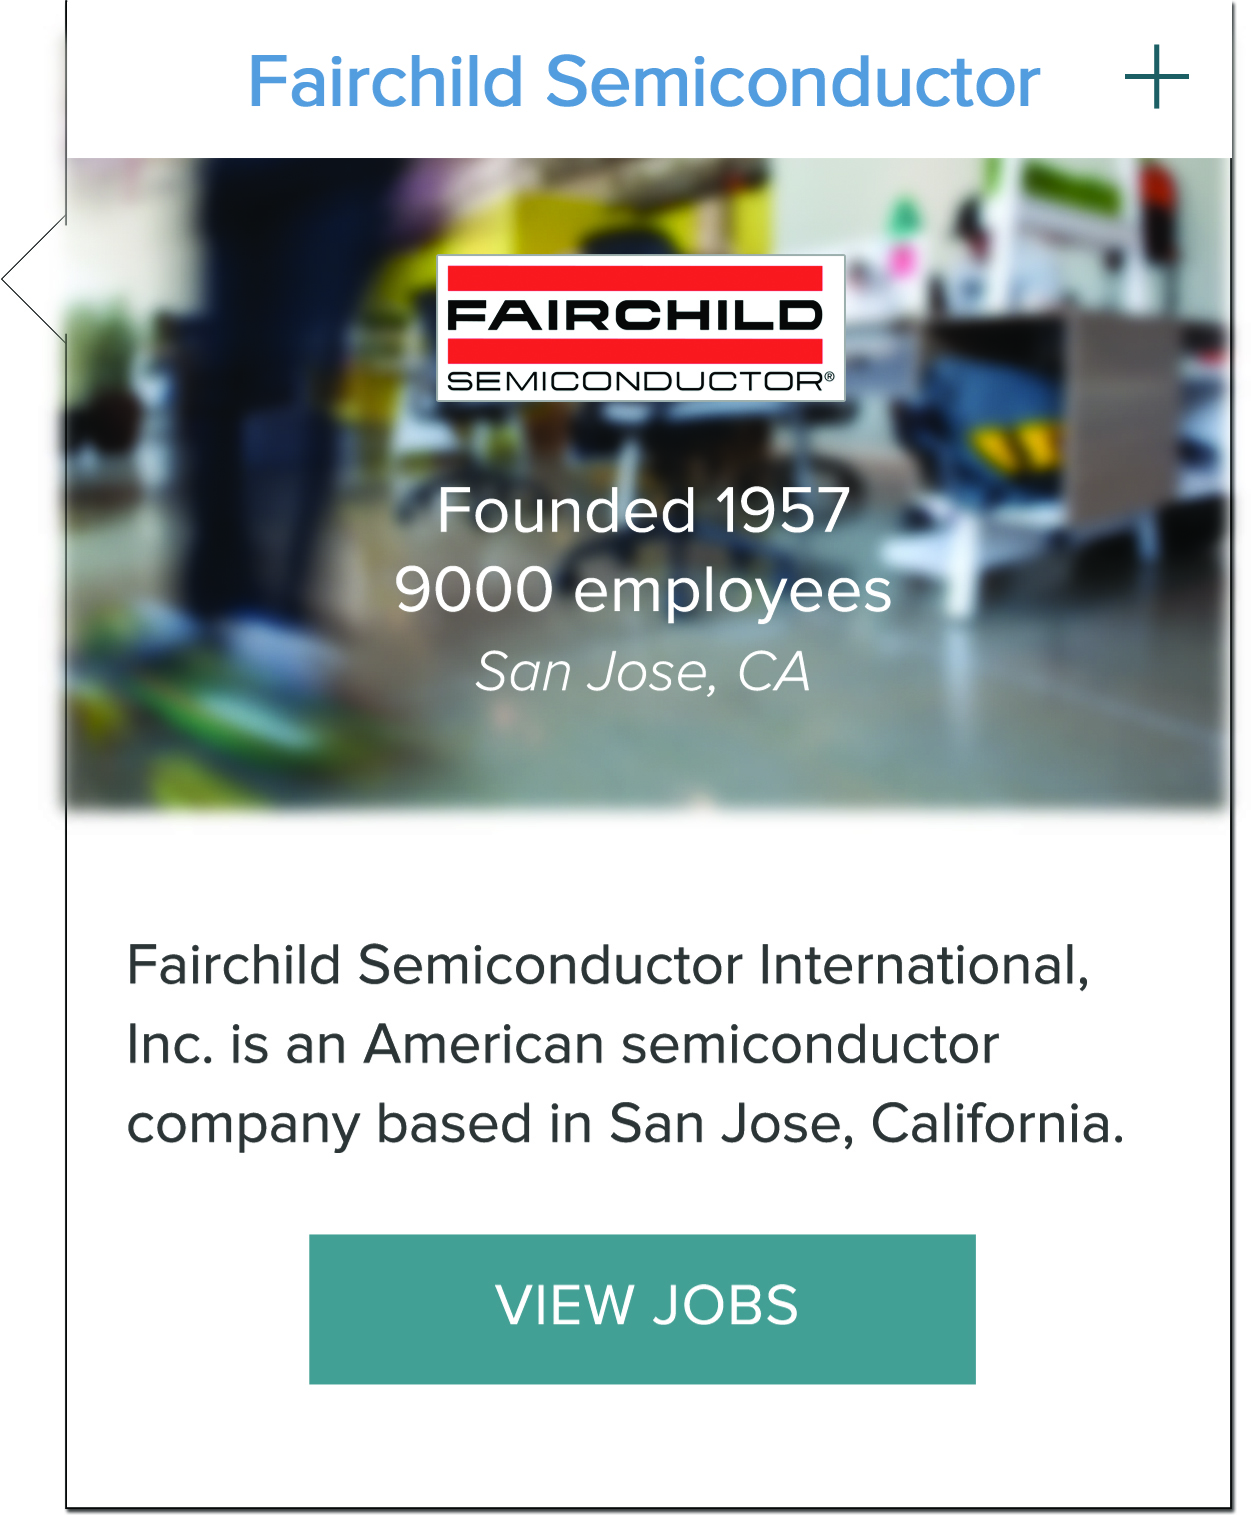 Fairchild Semiconductor
FAIRCHILD
SEMICONDUCTOR®
Founded 1957
9000 employees
San Jose, CA
Fairchild Semiconductor International,
Inc. is an American semiconductor
company based in San Jose, California.
VIEW JOBS